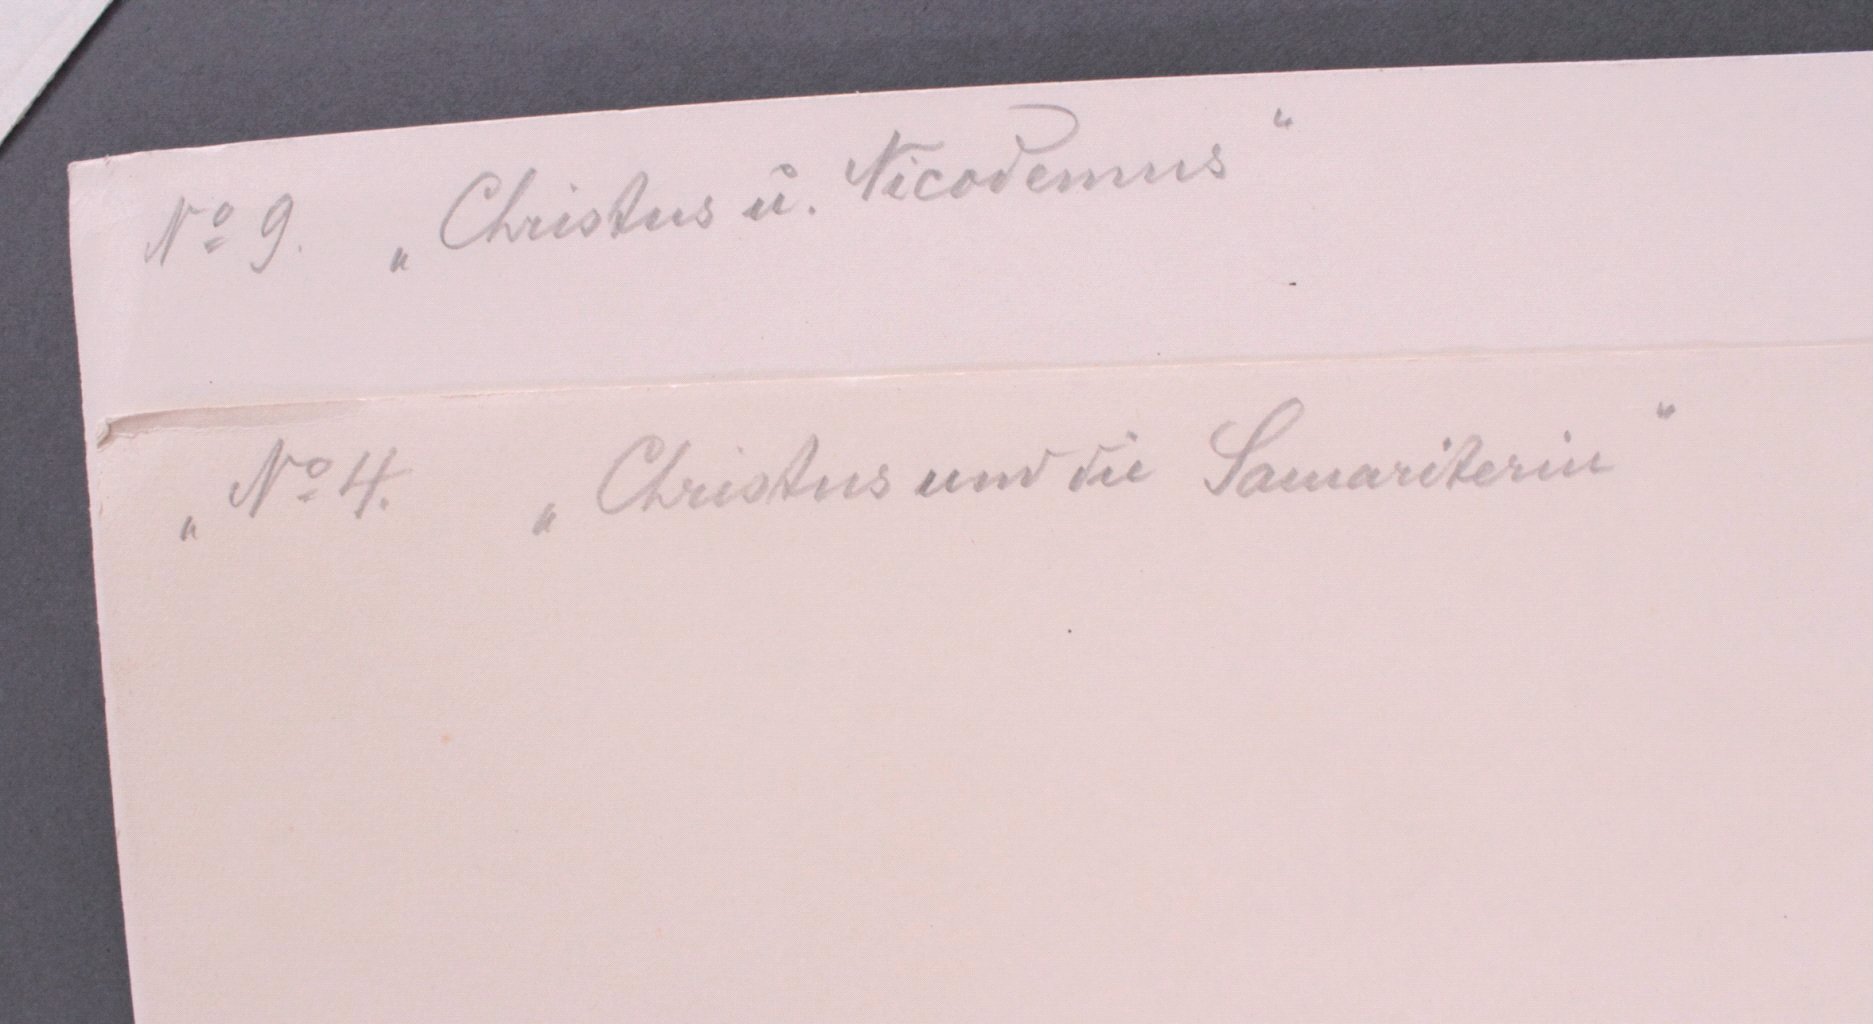 Nº 9. „Christus u. Nicodemus“
„Nº 4. „Christus und die Samariterin“